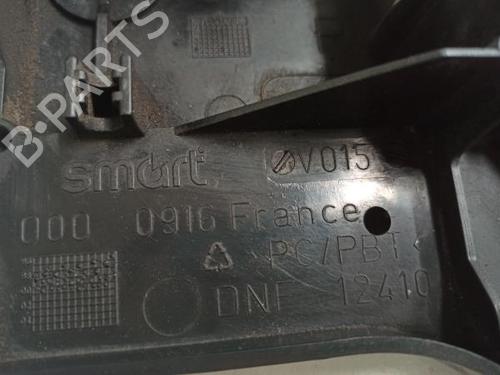 B-PARTS
smart V015
000 0916 France
PC/PBT
DNF 12410